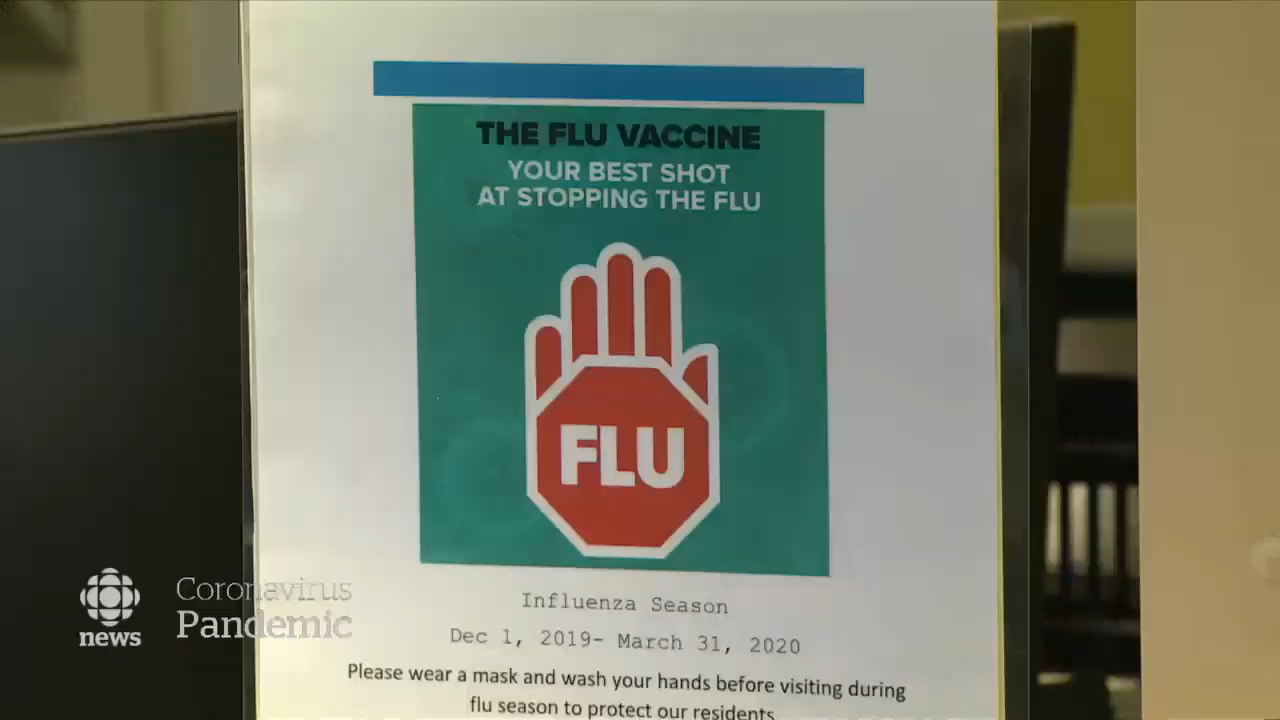 THE FLU VACCINE
YOUR BEST SHOT
AT STOPPING THE FLU
FLU
Influenza Season
Dec 1, 2019- March 31, 2020
Please wear a mask and wash your hands before visiting during
flu season to protect our residents
Coronavirus
Pandemic
news